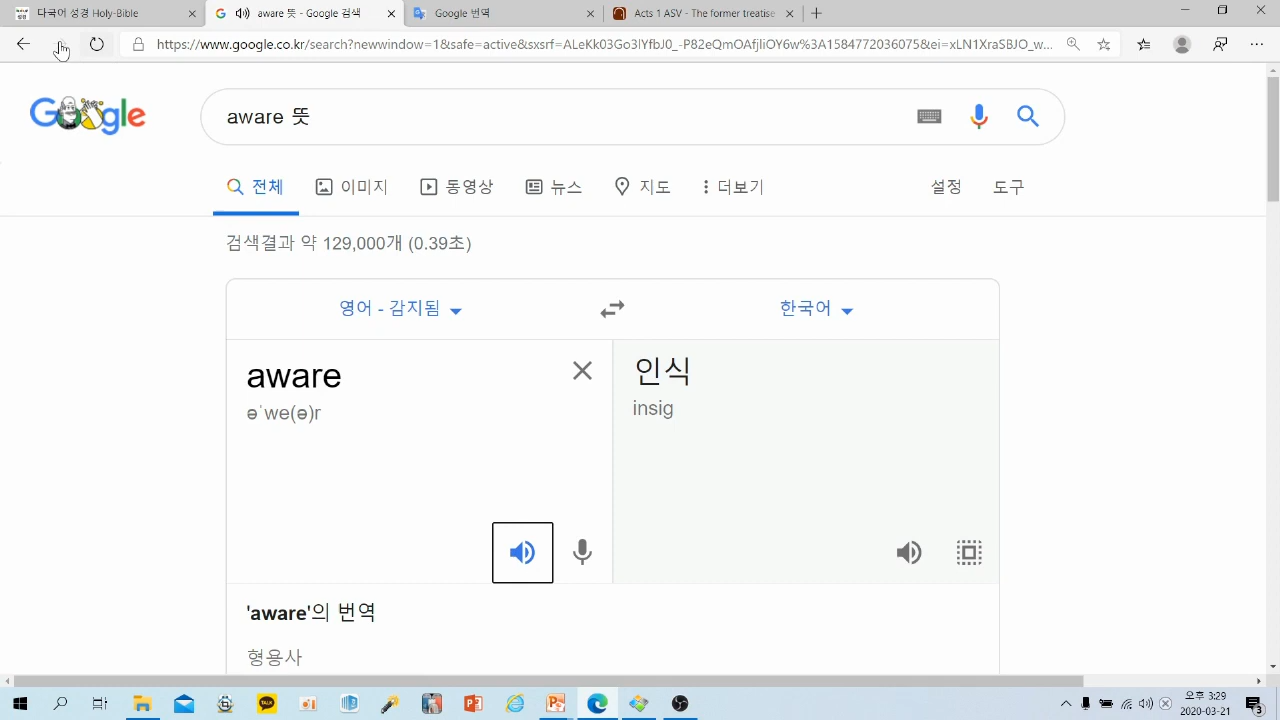 다국어 성경 Holy-Bible
aware 뜻 - Google 검색
Google 번역
Acts 1 ASV - The former treatise
https://www.google.co.kr/search?newwindow=1&safe=active&sxsrf=ALeKk03Go3lYfbJ0_-P82eQmOAfjliOY6w%3A1584772036075&ei=xLN1XraSBJO_w...
Google
aware 뜻
전체 이미지 동영상 뉴스 지도 더보기 설정 도구
검색결과 약 129,000개 (0.39초)
영어 - 감지됨 한국어
aware 인식
əˈwe(ə)r insig
'aware'의 번역
형용사
오후 3:29
2020-03-21
3